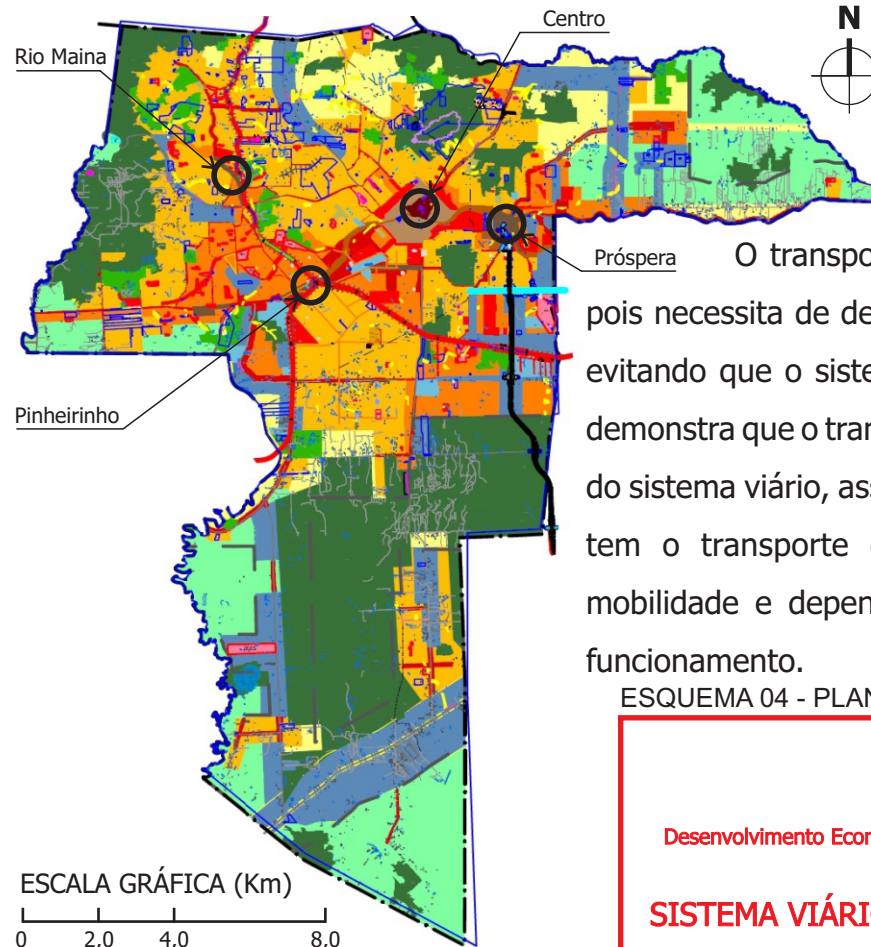 Centro
N
Rio Maina
Próspera
Pinheirinho
O transpo
pois necessita de de
evitando que o siste
demonstra que o tran
do sistema viário, ass
tem o transporte
mobilidade e depen
funcionamento.
ESQUEMA 04 - PLAN
Desenvolvimento Econ
SISTEMA VIÁRI
ESCALA GRÁFICA (Km)
0 2,0 4,0 8,0